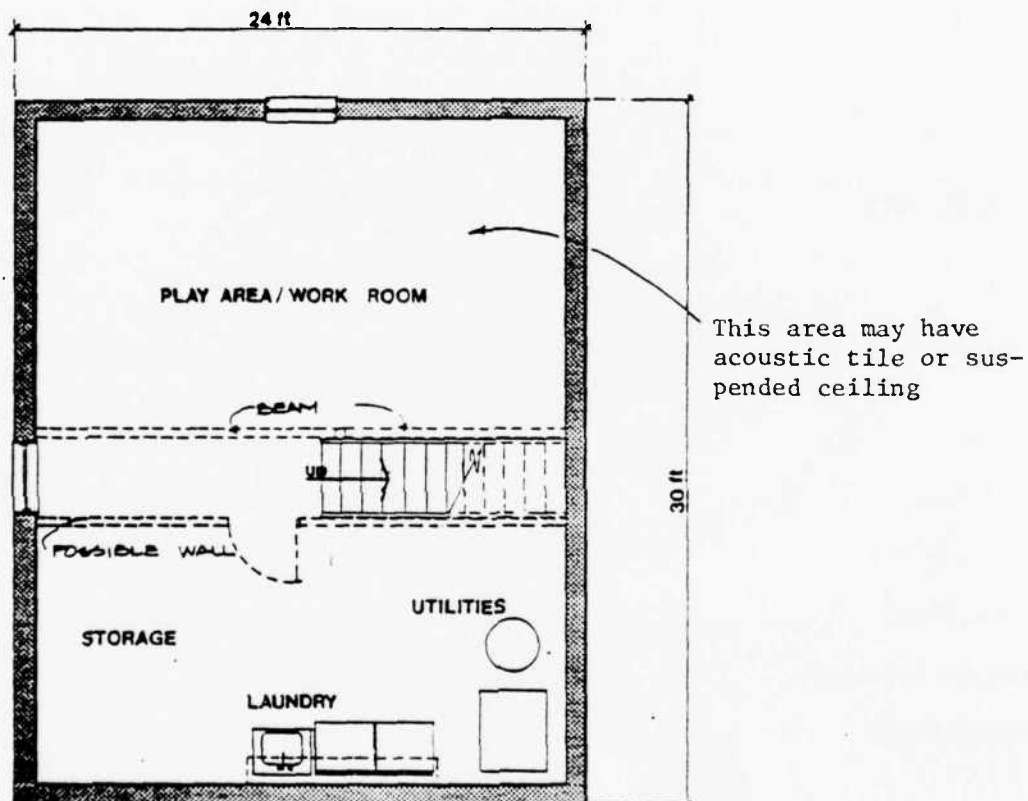 24 ft
PLAY AREA/WORK ROOM
This area may have
acoustic tile or sus-
pended ceiling
BEAM
UP
30 ft
POSSIBLE WALL
UTILITIES
STORAGE
LAUNDRY